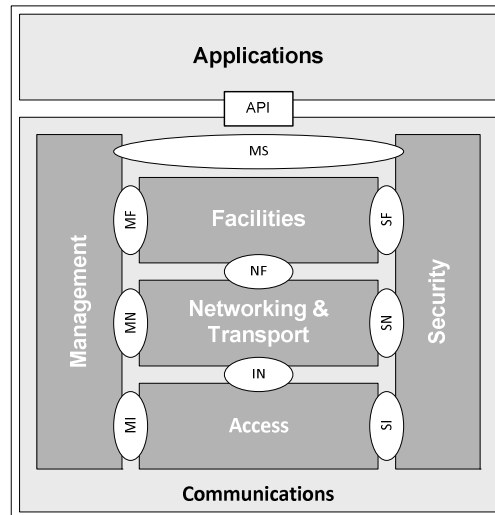 Applications
API
MS
Management
MF
Facilities
SF
Security
NF
MN
Networking &
Transport
SN
IN
MI
Access
SI
Communications